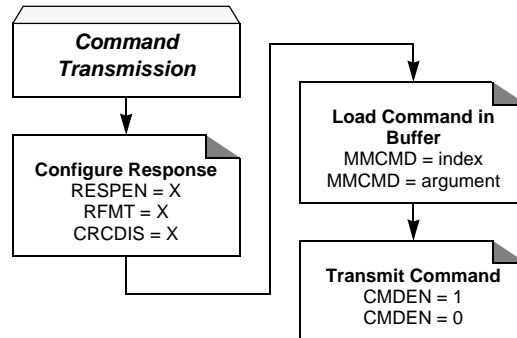 Command
Transmission
Configure Response
RESPEN = X
RFMT = X
CRCDIS = X
Load Command in
Buffer
MMCMD = index
MMCMD = argument
Transmit Command
CMDEN = 1
CMDEN = 0